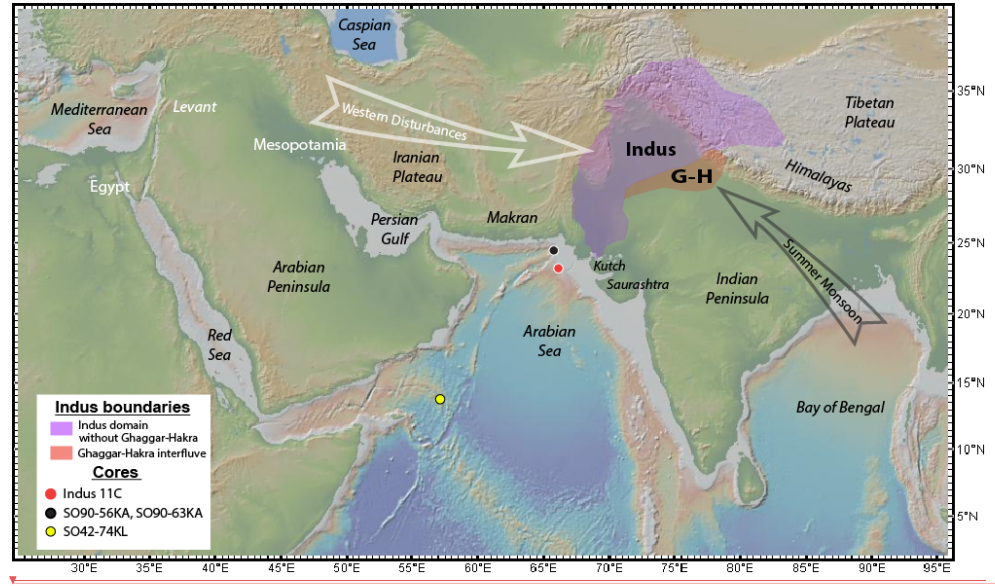 Caspian
Sea
Mediterranean
Sea
Levant
Western Disturbances
Tibetan
Plateau
Mesopotamia
Iranian
Plateau
Indus
G-H
Himalayas
Egypt
Persian
Gulf
Makran
Kutch
Saurashtra
Summer Monsoon
Arabian
Peninsula
Indian
Peninsula
Red
Sea
Arabian
Sea
Bay of Bengal
35°N
30°N
25°N
20°N
15°N
10°N
5°N
Indus boundaries
Indus domain
without Ghaggar-Hakra
Ghaggar-Hakra interfluve
Cores
Indus 11C
SO90-56KA, SO90-63KA
SO42-74KL
30°E 35°E 40°E 45°E 50°E 55°E 60°E 65°E 70°E 75°E 80°E 85°E 90°E 95°E